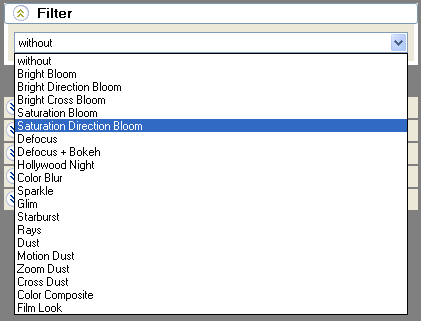 Filter
without
without
Bright Bloom
Bright Direction Bloom
Bright Cross Bloom
Saturation Bloom
Saturation Direction Bloom
Defocus
Defocus + Bokeh
Hollywood Night
Color Blur
Sparkle
Glim
Starburst
Rays
Dust
Motion Dust
Zoom Dust
Cross Dust
Color Composite
Film Look